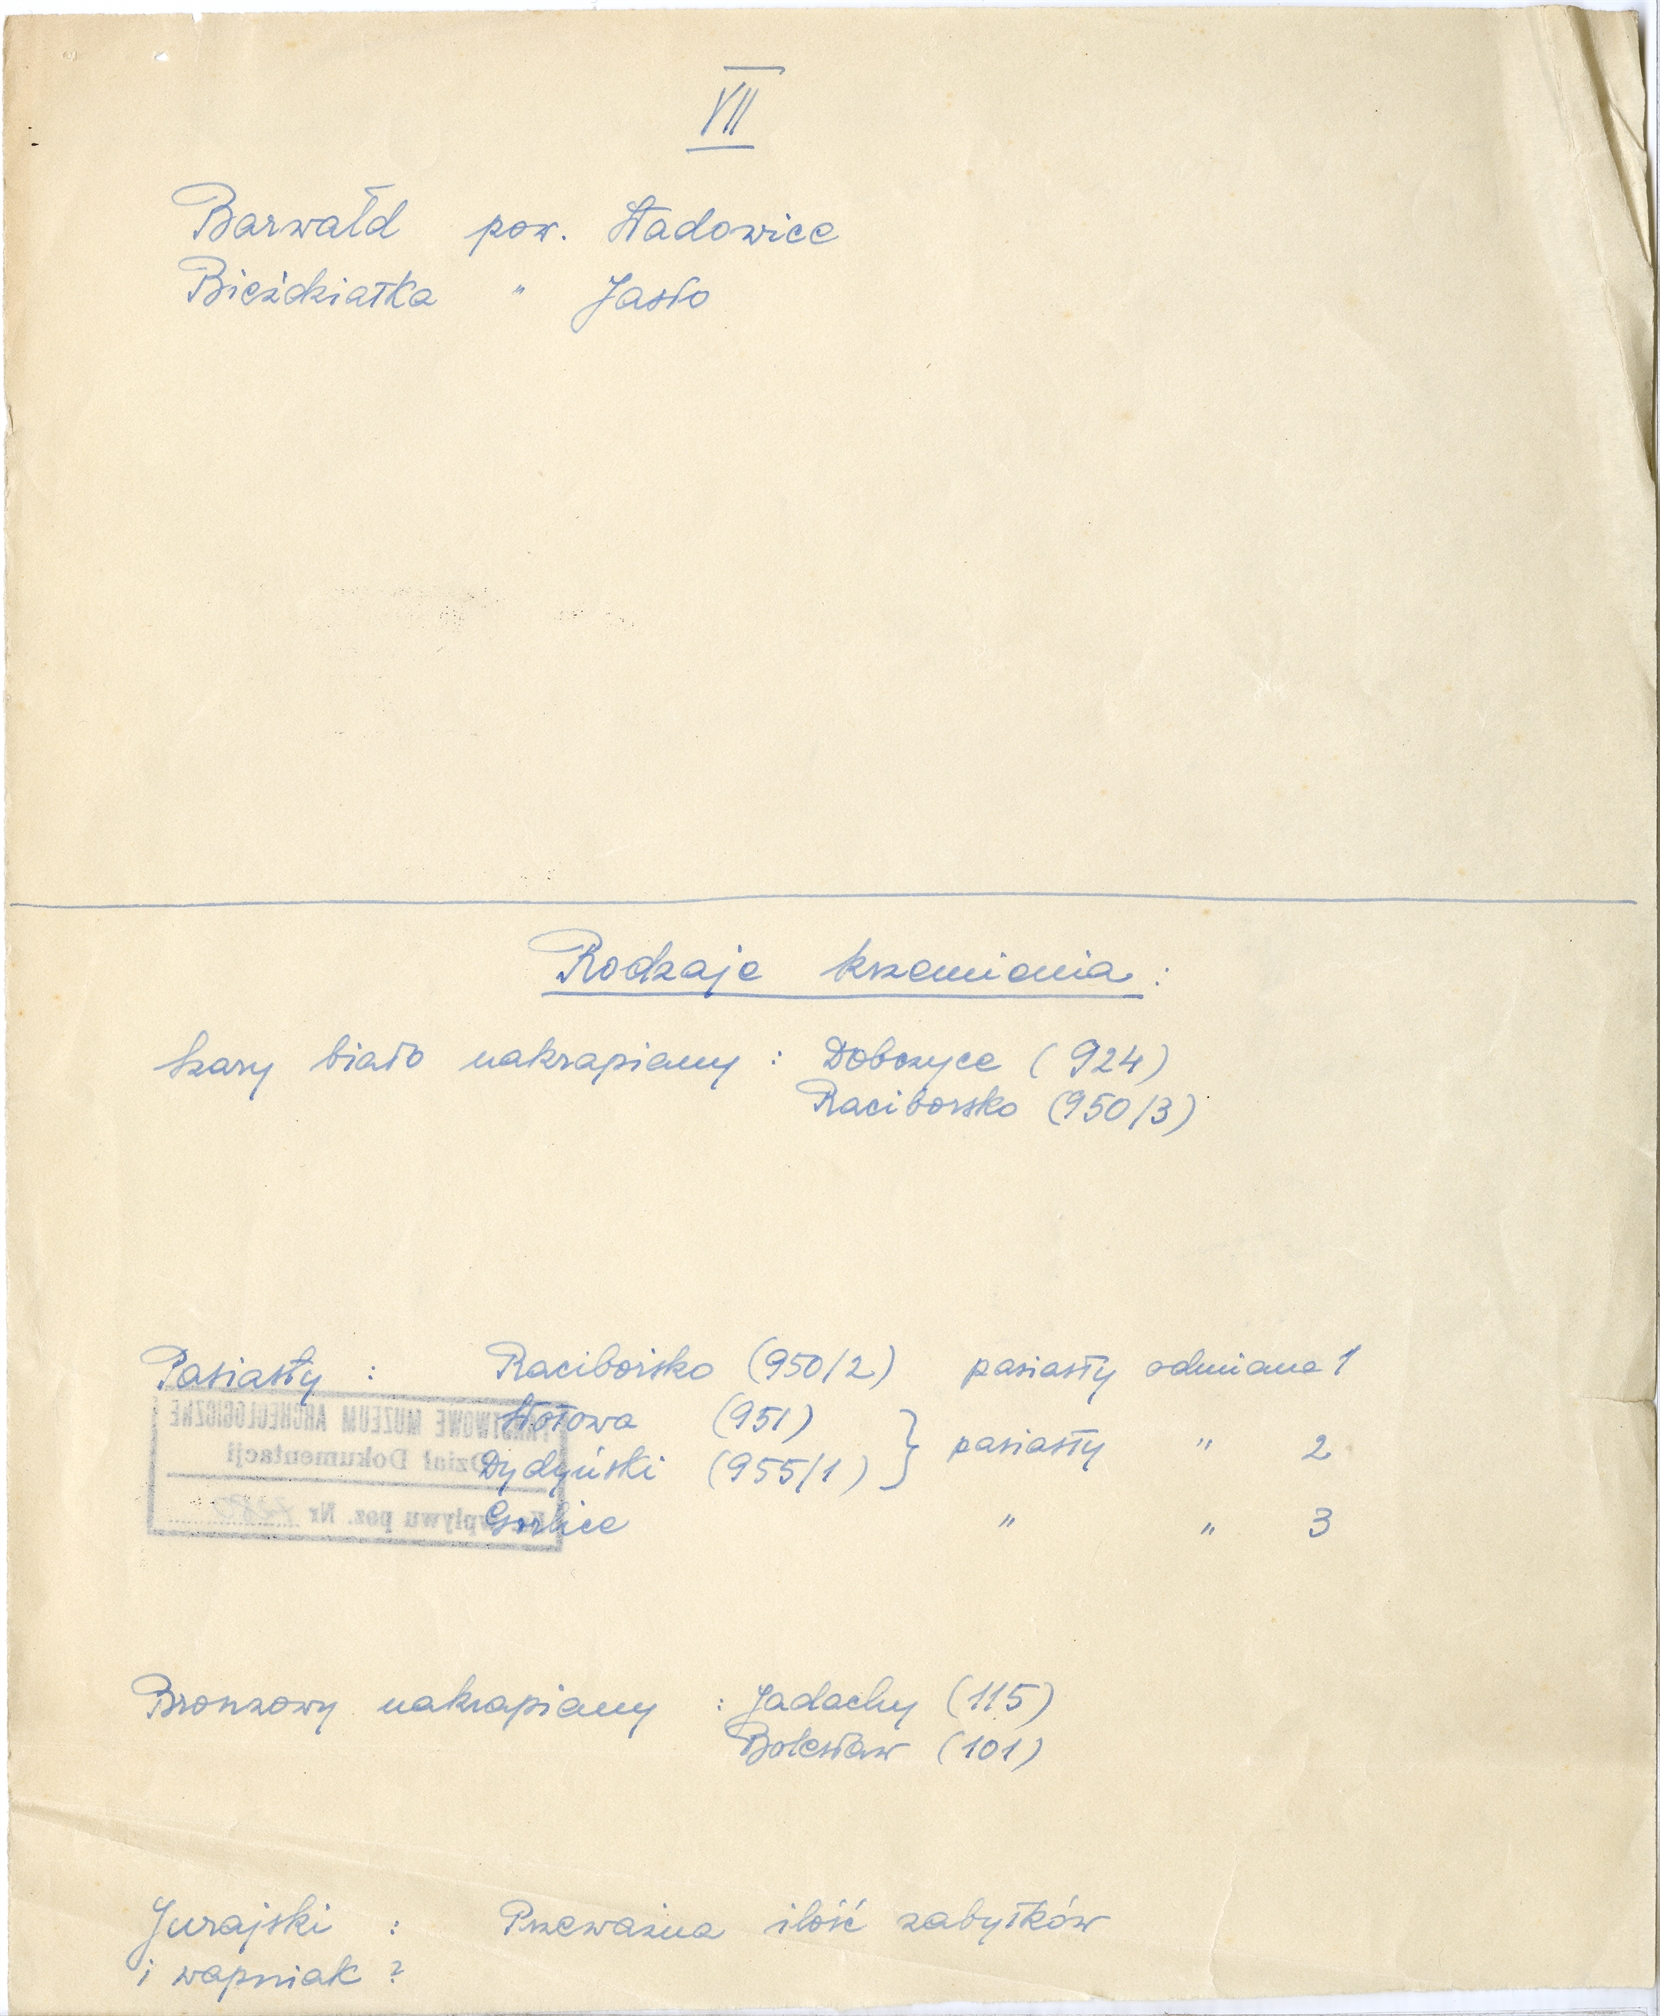 VII
Barwałd pow. Wadowice
Bieździatka " Jasło
Rodzaje krzemienia :
Szary biało nakrapiany : Dobczyce (924)
Raciborsko (950/3)
Pasiasty : Raciborsko (950/2) pasiasty odmiana 1
Wołowa (951)
Dydyński (955/1) } pasiasty " 2
Gorlice " " 3
PAŃSTWOWE MUZEUM ARCHEOLOGICZNE
Dział Dokumentacji
wpływu poz. Nr
Bronzowy nakrapiany : Jadachy (115)
Bolesław (101)
Jurajski : Przeważna ilość zabytków
i wapniak ?